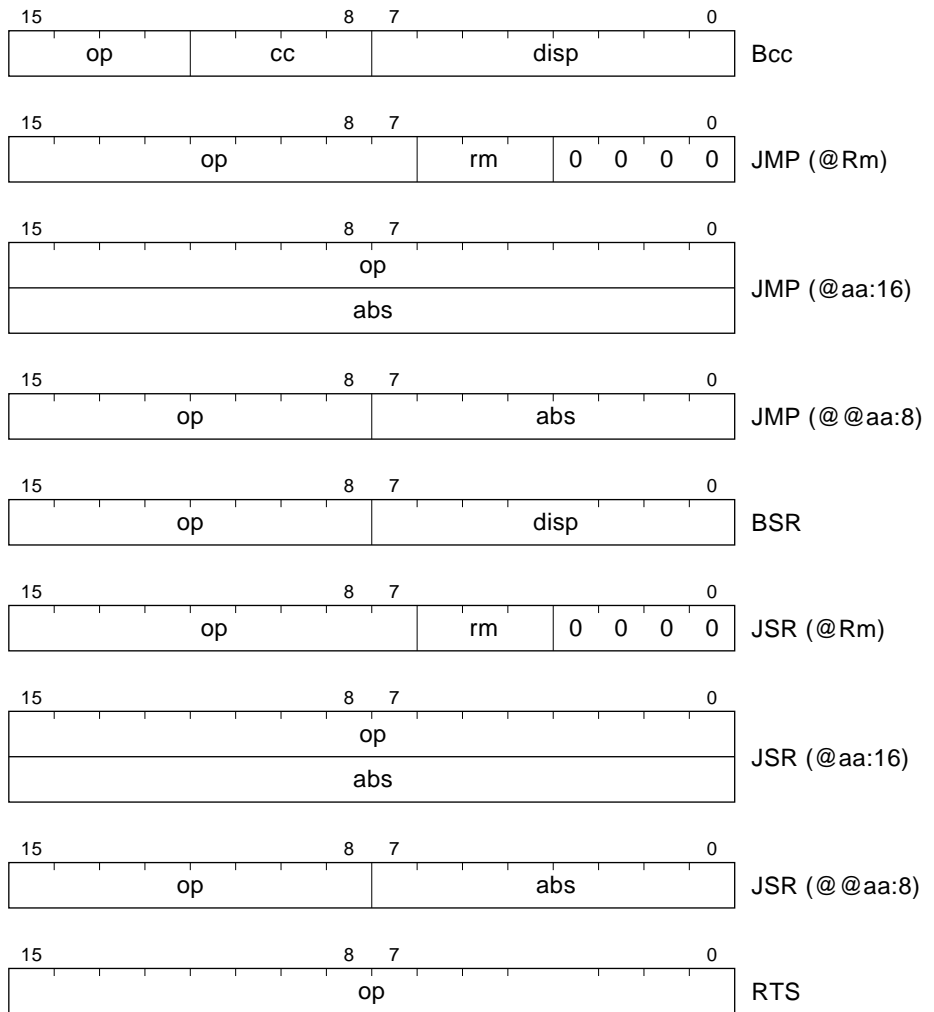 15 8 7 0
op cc disp Bcc
15 8 7 0
op rm 0 0 0 0 JMP (@Rm)
15 8 7 0
op
JMP (@aa:16)
abs
15 8 7 0
op abs JMP (@@aa:8)
15 8 7 0
op disp BSR
15 8 7 0
op rm 0 0 0 0 JSR (@Rm)
15 8 7 0
op
JSR (@aa:16)
abs
15 8 7 0
op abs JSR (@@aa:8)
15 8 7 0
op RTS